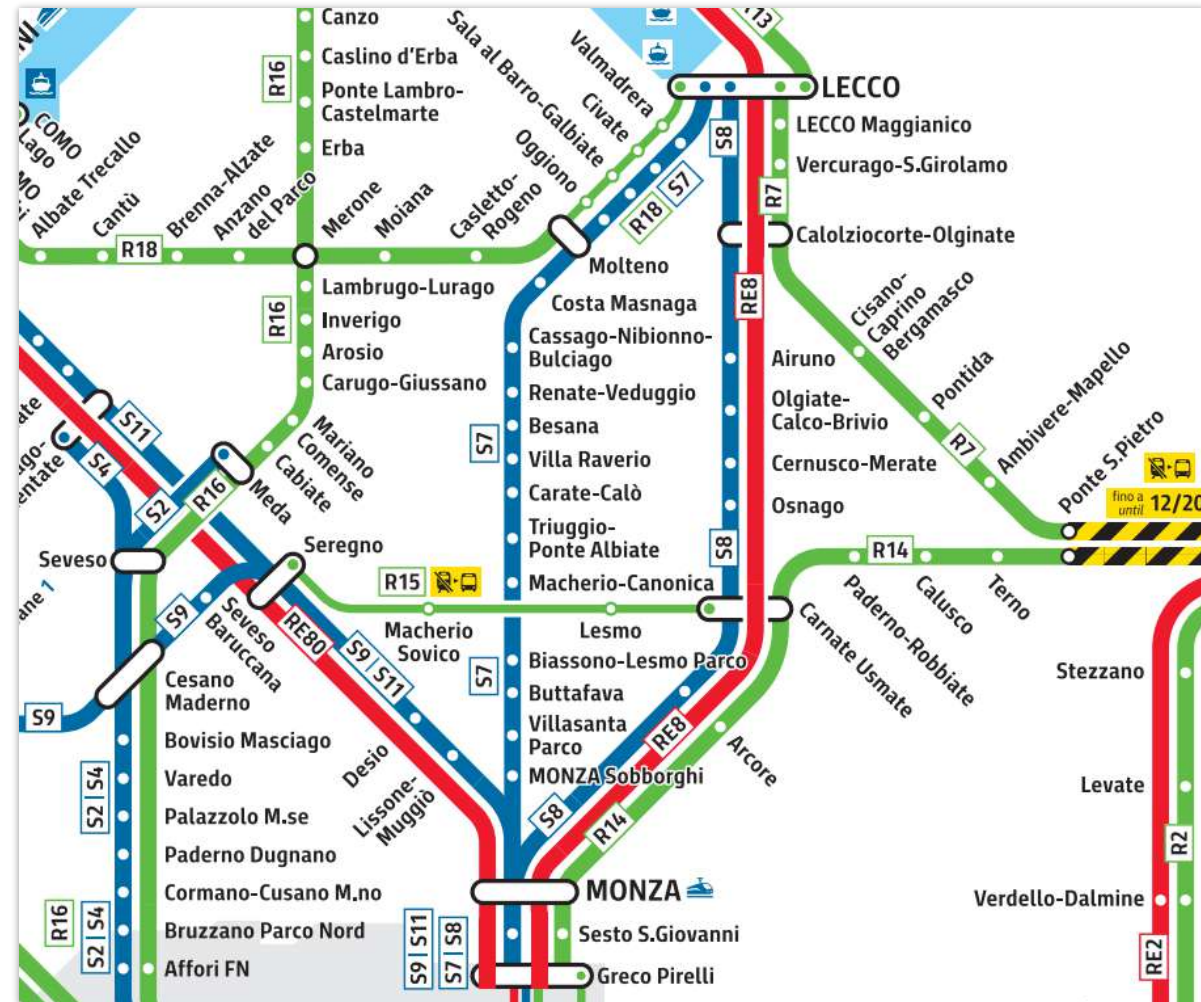 NI
Canzo
Caslino d'Erba
Ponte Lambro-
Castelmarte
Erba
R16
Sala al Barro-Galbiate
Valmadrera
Civate
Oggiono
R13
LECCO
LECCO Maggianico
Vercurago-S.Girolamo
S8
R7
COMO
Lago
Albate Trecallo
Cantù
Brenna-Alzate
Anzano
del Parco
Merone
Moiana
Casletto-
Rogeno
R18
R18
S7
Molteno
Calolziocorte-Olginate
Lambrugo-Lurago
Inverigo
Arosio
Carugo-Giussano
R16
Costa Masnaga
Cassago-Nibionno-
Bulciago
Renate-Veduggio
Besana
Villa Raverio
Carate-Calò
Triuggio-
Ponte Albiate
Macherio-Canonica
S7
RE8
Airuno
Olgiate-
Calco-Brivio
Cernusco-Merate
Osnago
S8
Cisano-
Caprino
Bergamasco
Pontida
R7
Ambivere-Mapello
Ponte S.Pietro
fino a
until
12/20
S11
S4
Mariano
Comense
Cabiate
Meda
R16
S2
Seveso
Seregno
R15
Macherio
Sovico
Lesmo
R14
Carnate Usmate
Paderno-Robbiate
Calusco
Terno
S9
Seveso
Baruccana
RE80
S9 | S11
S7
Biassono-Lesmo Parco
Buttafava
Villasanta
Parco
MONZA Sobborghi
S9
Cesano
Maderno
Bovisio Masciago
Varedo
Palazzolo M.se
Paderno Dugnano
Cormano-Cusano M.no
Bruzzano Parco Nord
Affori FN
S2 | S4
R16
S2 | S4
Desio
Lissone-
Muggiò
S8
RE8
R14
Arcore
MONZA
Sesto S.Giovanni
Greco Pirelli
S9 | S11
S7 | S8
Stezzano
Levate
Verdello-Dalmine
R2
RE2